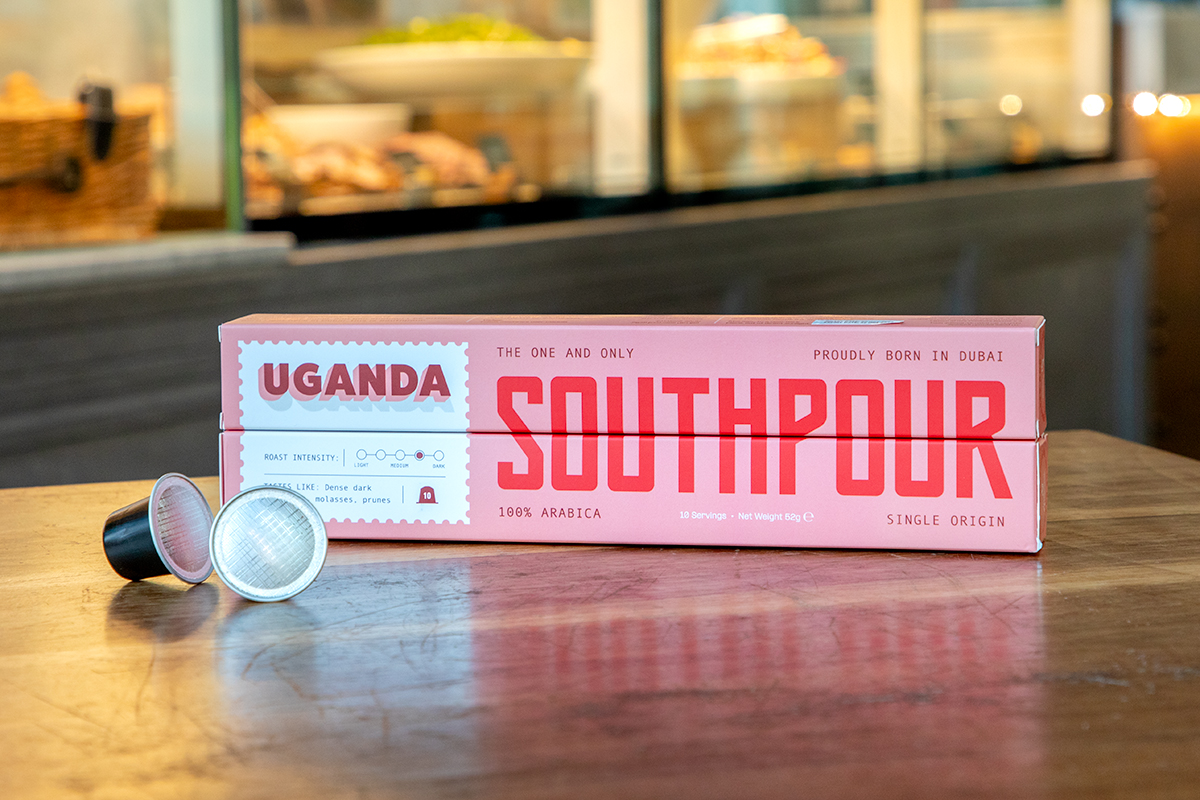 UGANDA
ROAST INTENSITY:
LIGHT MEDIUM DARK
LIKE: Dense dark
molasses, prunes
10
THE ONE AND ONLY
PROUDLY BORN IN DUBAI
SOUTHPOUR
100% ARABICA
10 Servings • Net Weight 52g ℮
SINGLE ORIGIN